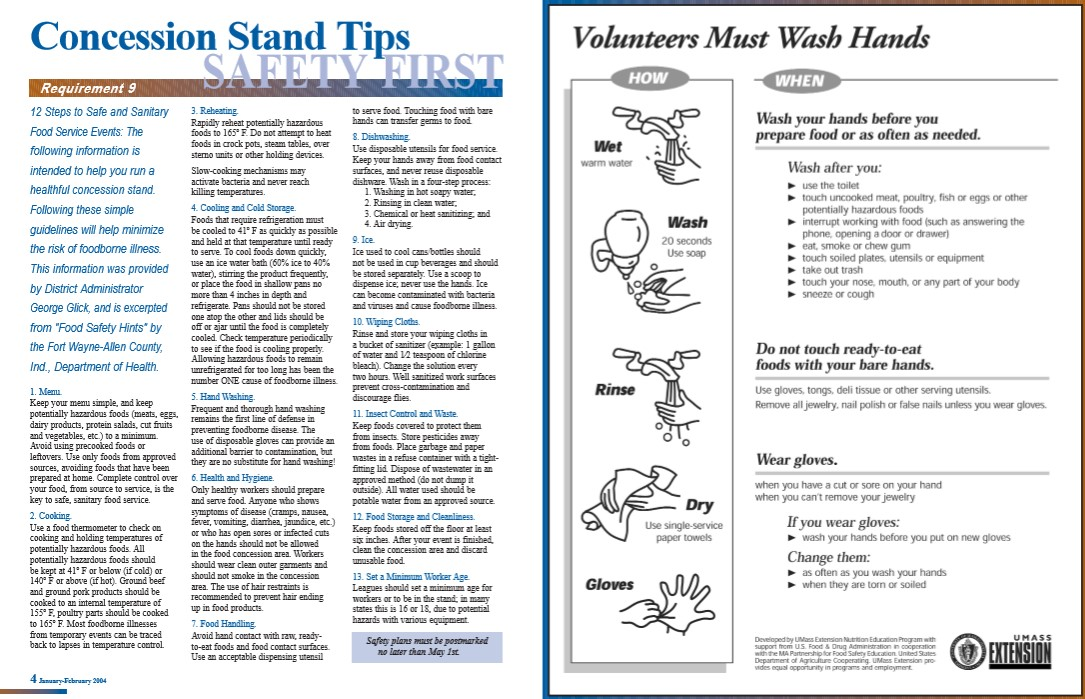 Concession Stand Tips
SAFETY FIRST
Requirement 9
12 Steps to Safe and Sanitary
Food Service Events: The
following information is
intended to help you run a
healthful concession stand.
Following these simple
guidelines will help minimize
the risk of foodborne illness.
This information was provided
by District Administrator
George Glick, and is excerpted
from "Food Safety Hints" by
the Fort Wayne-Allen County,
Ind., Department of Health.
1. Menu.
Keep your menu simple, and keep
potentially hazardous foods (meats, eggs,
dairy products, protein salads, cut fruits
and vegetables, etc.) to a minimum.
Avoid using precooked foods or
leftovers. Use only foods from approved
sources, avoiding foods that have been
prepared at home. Complete control over
your food, from source to service, is the
key to safe, sanitary food service.
2. Cooking.
Use a food thermometer to check on
cooking and holding temperatures of
potentially hazardous foods. All
potentially hazardous foods should
be kept at 41° F or below (if cold) or
140° F or above (if hot). Ground beef
and ground pork products should be
cooked to an internal temperature of
155° F, poultry parts should be cooked
to 165° F. Most foodborne illnesses
from temporary events can be traced
back to lapses in temperature control.
3. Reheating.
Rapidly reheat potentially hazardous
foods to 165° F. Do not attempt to heat
foods in crock pots, steam tables, over
sterno units or other holding devices.
Slow-cooking mechanisms may
activate bacteria and never reach
killing temperatures.
4. Cooling and Cold Storage.
Foods that require refrigeration must
be cooled to 41° F as quickly as possible
and held at that temperature until ready
to serve. To cool foods down quickly,
use an ice water bath (60% ice to 40%
water), stirring the product frequently,
or place the food in shallow pans no
more than 4 inches in depth and
refrigerate. Pans should not be stored
one atop the other and lids should be
off or ajar until the food is completely
cooled. Check temperature periodically
to see if the food is cooling properly.
Allowing hazardous foods to remain
unrefrigerated for too long has been the
number ONE cause of foodborne illness.
5. Hand Washing.
Frequent and thorough hand washing
remains the first line of defense in
preventing foodborne disease. The
use of disposable gloves can provide an
additional barrier to contamination, but
they are no substitute for hand washing!
6. Health and Hygiene.
Only healthy workers should prepare
and serve food. Anyone who shows
symptoms of disease (cramps, nausea,
fever, vomiting, diarrhea, jaundice, etc.)
or who has open sores or infected cuts
on the hands should not be allowed
in the food concession area. Workers
should wear clean outer garments and
should not smoke in the concession
area. The use of hair restraints is
recommended to prevent hair ending
up in food products.
7. Food Handling.
Avoid hand contact with raw, ready-
to-eat foods and food contact surfaces.
Use an acceptable dispensing utensil
to serve food. Touching food with bare
hands can transfer germs to food.
8. Dishwashing.
Use disposable utensils for food service.
Keep your hands away from food contact
surfaces, and never reuse disposable
dishware. Wash in a four-step process:
1. Washing in hot soapy water;
2. Rinsing in clean water;
3. Chemical or heat sanitizing; and
4. Air drying.
9. Ice.
Ice used to cool cans/bottles should
not be used in cup beverages and should
be stored separately. Use a scoop to
dispense ice; never use the hands. Ice
can become contaminated with bacteria
and viruses and cause foodborne illness.
10. Wiping Cloths.
Rinse and store your wiping cloths in
a bucket of sanitizer (example: 1 gallon
of water and 1/2 teaspoon of chlorine
bleach). Change the solution every
two hours. Well sanitized work surfaces
prevent cross-contamination and
discourage flies.
11. Insect Control and Waste.
Keep foods covered to protect them
from insects. Store pesticides away
from foods. Place garbage and paper
wastes in a refuse container with a tight-
fitting lid. Dispose of wastewater in an
approved method (do not dump it
outside). All water used should be
potable water from an approved source.
12. Food Storage and Cleanliness.
Keep foods stored off the floor at least
six inches. After your event is finished,
clean the concession area and discard
unusable food.
13. Set a Minimum Worker Age.
Leagues should set a minimum age for
workers or to be in the stand; in many
states this is 16 or 18, due to potential
hazards with various equipment.
Safety plans must be postmarked
no later than May 1st.
4 January-February 2004
Volunteers Must Wash Hands
HOW
Wet
warm water
Wash
20 seconds
Use soap
Rinse
Dry
Use single-service
paper towels
Gloves
WHEN
Wash your hands before you
prepare food or as often as needed.
Wash after you:
► use the toilet
► touch uncooked meat, poultry, fish or eggs or other
potentially hazardous foods
► interrupt working with food (such as answering the
phone, opening a door or drawer)
► eat, smoke or chew gum
► touch soiled plates, utensils or equipment
► take out trash
► touch your nose, mouth, or any part of your body
► sneeze or cough
Do not touch ready-to-eat
foods with your bare hands.
Use gloves, tongs, deli tissue or other serving utensils.
Remove all jewelry, nail polish or false nails unless you wear gloves.
Wear gloves.
when you have a cut or sore on your hand
when you can't remove your jewelry
If you wear gloves:
► wash your hands before you put on new gloves
Change them:
► as often as you wash your hands
► when they are torn or soiled
Developed by UMass Extension Nutrition Education Program with
support from U.S. Food & Drug Administration in cooperation
with the MA Partnership for Food Safety Education. United States
Department of Agriculture Cooperating. UMass Extension pro-
vides equal opportunity in programs and employment.
UMASS
EXTENSION